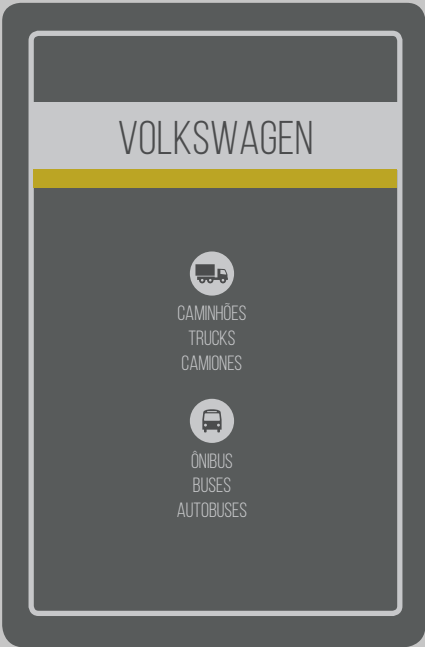 VOLKSWAGEN
CAMINHÕES
TRUCKS
CAMIONES
ÔNIBUS
BUSES
AUTOBUSES